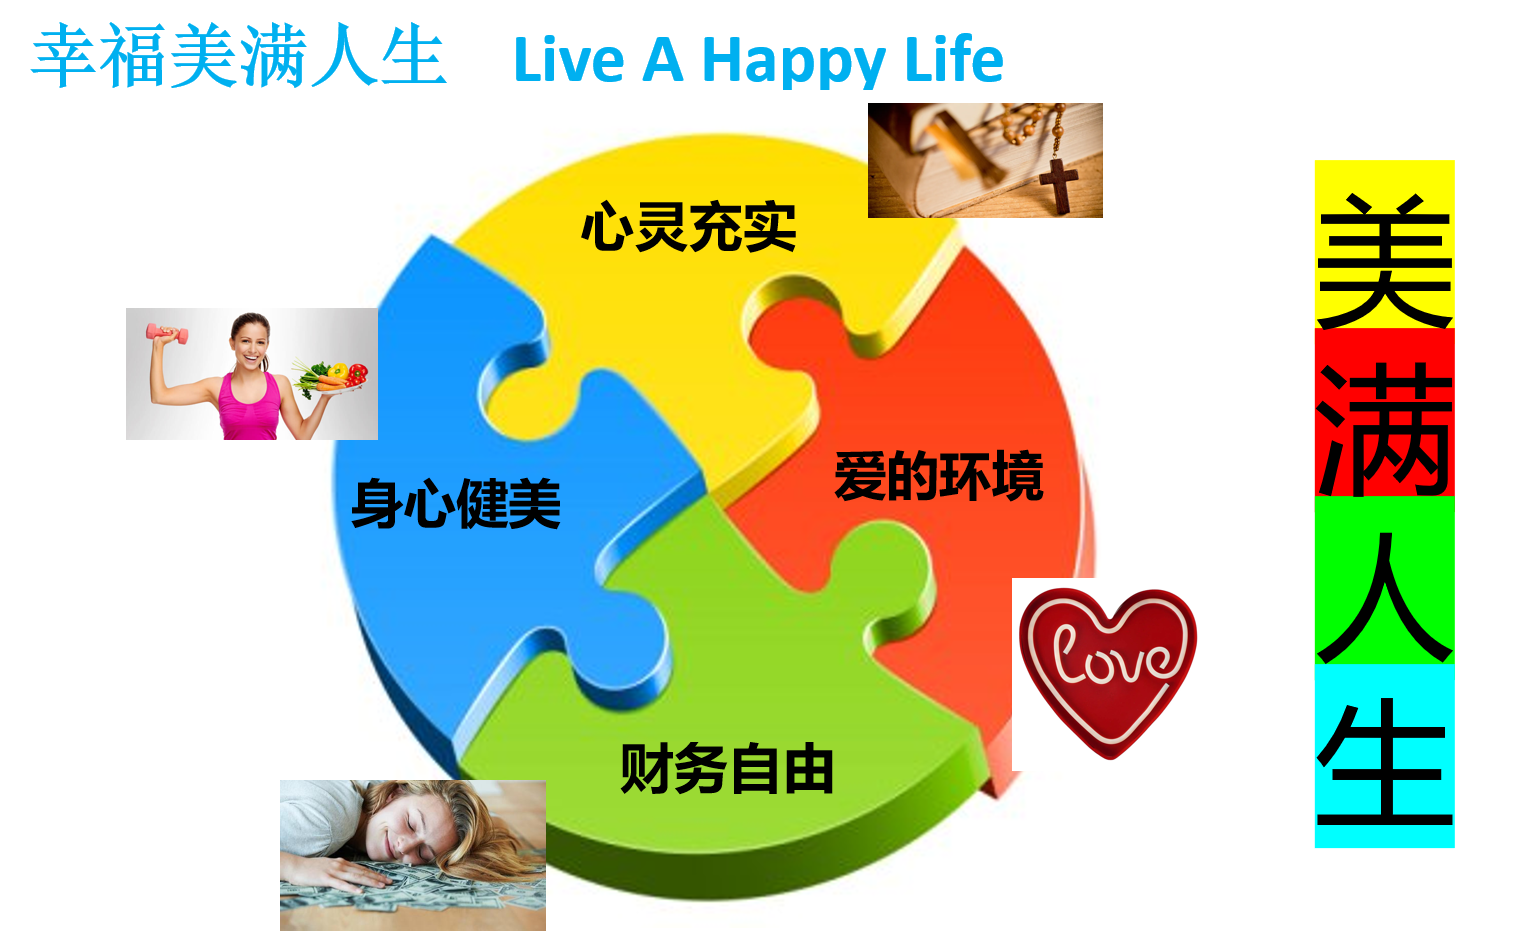 幸福美满人生 Live A Happy Life
心灵充实
爱的环境
身心健美
财务自由
Love
美
满
人
生